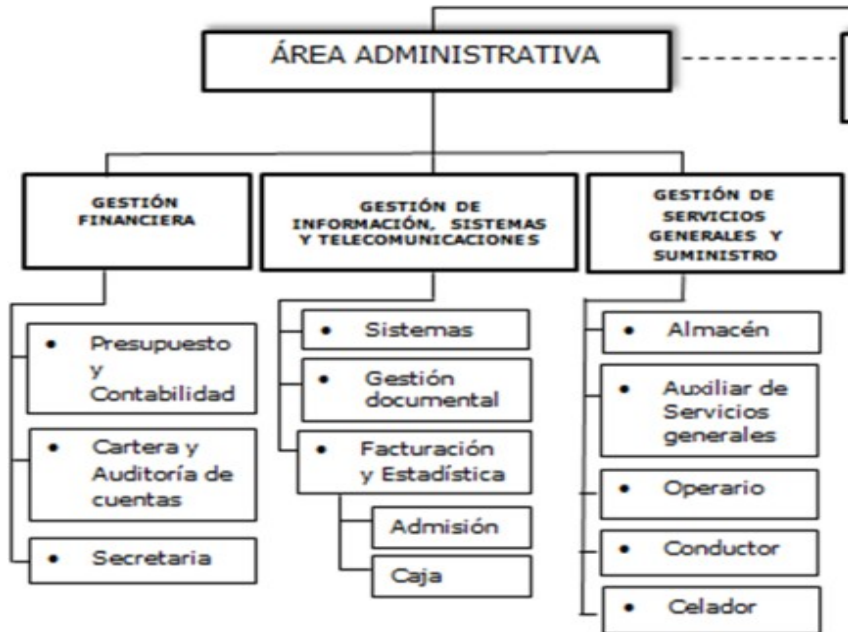 ÁREA ADMINISTRATIVA
GESTIÓN
FINANCIERA
GESTIÓN DE
INFORMACIÓN, SISTEMAS
Y TELECOMUNICACIONES
GESTIÓN DE
SERVICIOS
GENERALES Y
SUMINISTRO
• Presupuesto
y
Contabilidad
• Cartera y
Auditoría de
cuentas
• Secretaria
• Sistemas
• Gestión
documental
• Facturación
y Estadística
Admisión
Caja
• Almacén
• Auxiliar de
Servicios
generales
• Operario
• Conductor
• Celador